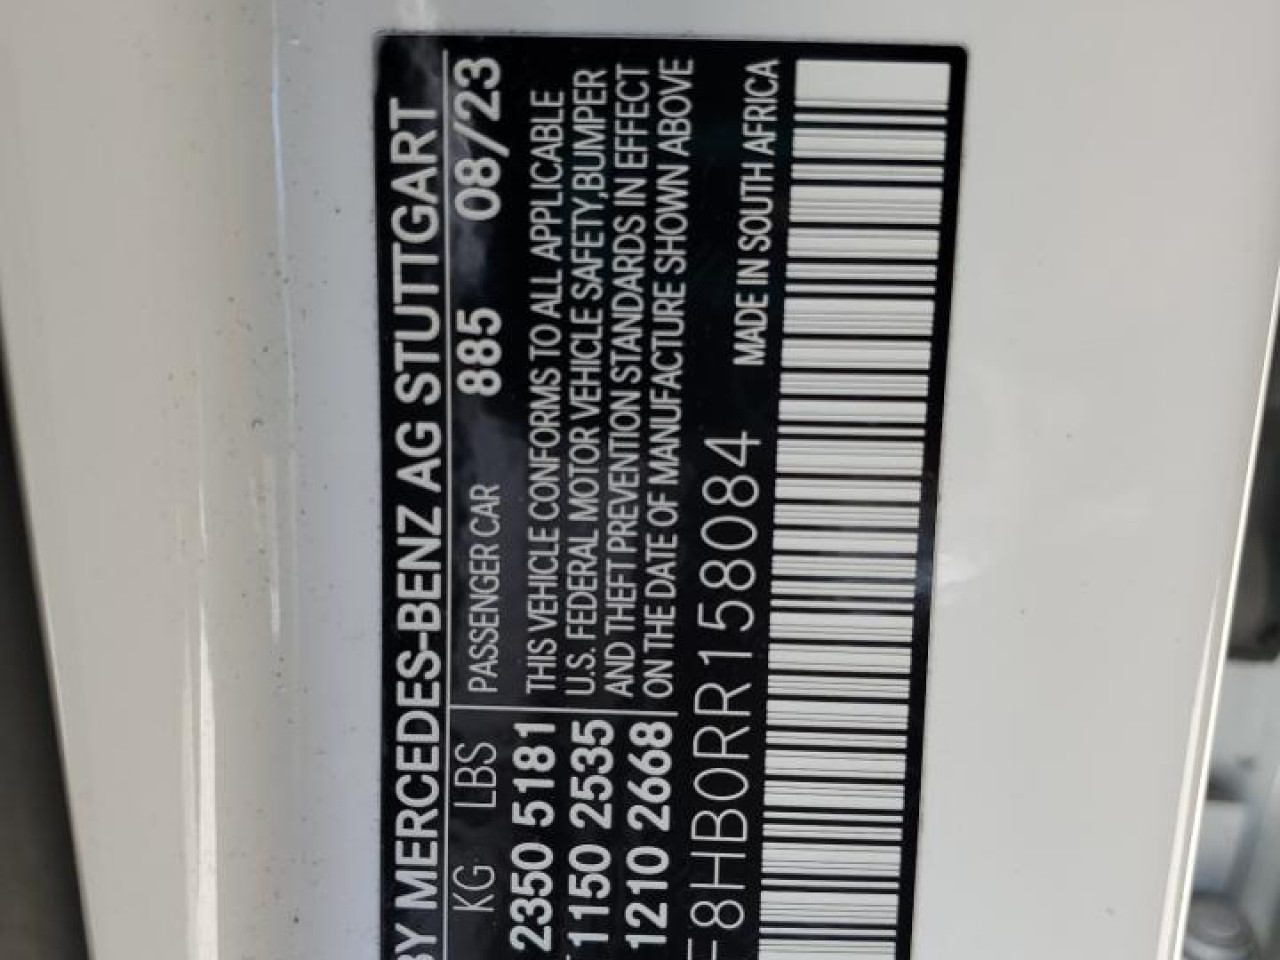 BY MERCEDES-BENZ AG STUTTGART
KG LBS PASSENGER CAR 885 08/23
2350 5181
1150 2535
1210 2668
THIS VEHICLE CONFORMS TO ALL APPLICABLE
U.S. FEDERAL MOTOR VEHICLE SAFETY,BUMPER
AND THEFT PREVENTION STANDARDS IN EFFECT
ON THE DATE OF MANUFACTURE SHOWN ABOVE
F8HB0RR158084 MADE IN SOUTH AFRICA